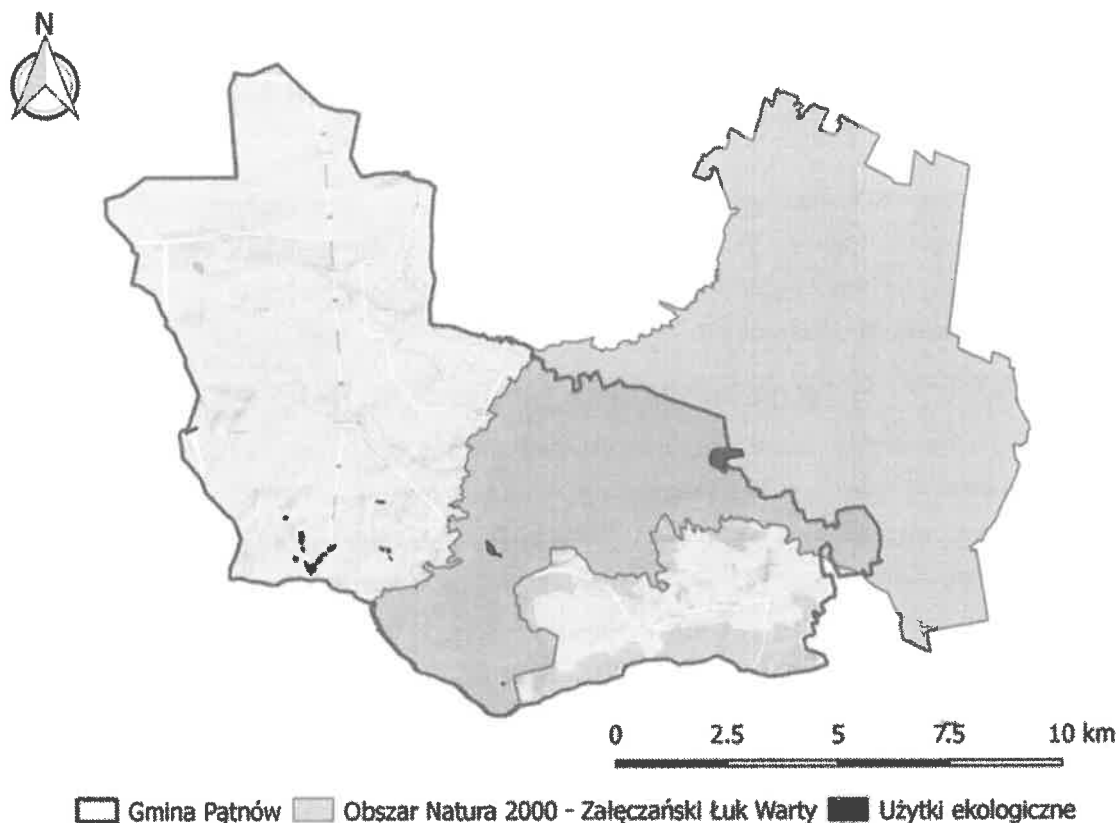 N
0 2.5 5 7.5 10 km
Gmina Pątnów Obszar Natura 2000 - Załęczański Łuk Warty Użytki ekologiczne